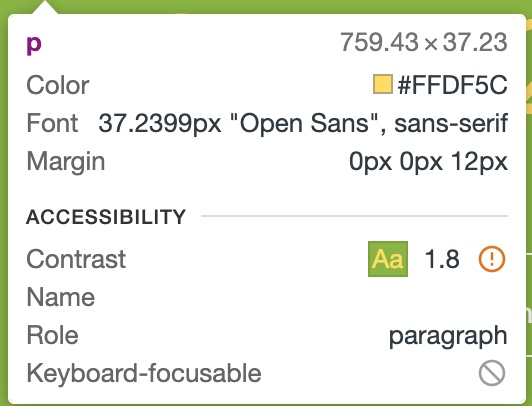 p 759.43 × 37.23
Color #FFDF5C
Font 37.2399px "Open Sans", sans-serif
Margin 0px 0px 12px
ACCESSIBILITY
Contrast Aa 1.8
Name
Role paragraph
Keyboard-focusable